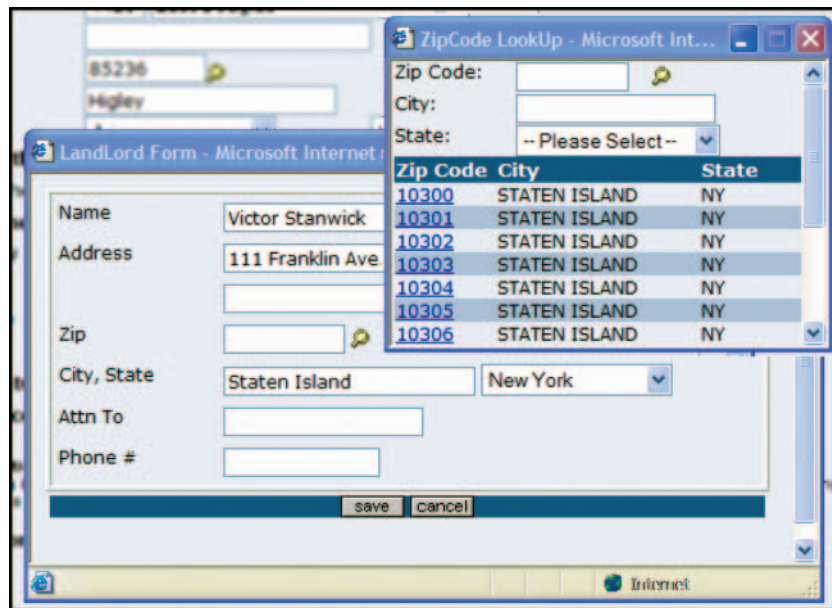 85236
Higley
ZipCode LookUp - Microsoft Int...
Zip Code:
City:
State: -- Please Select --
Zip Code City State
10300 STATEN ISLAND NY
10301 STATEN ISLAND NY
10302 STATEN ISLAND NY
10303 STATEN ISLAND NY
10304 STATEN ISLAND NY
10305 STATEN ISLAND NY
10306 STATEN ISLAND NY
LandLord Form - Microsoft Internet
Name Victor Stanwick
Address 111 Franklin Ave
Zip
City, State Staten Island New York
Attn To
Phone #
save cancel
Internet